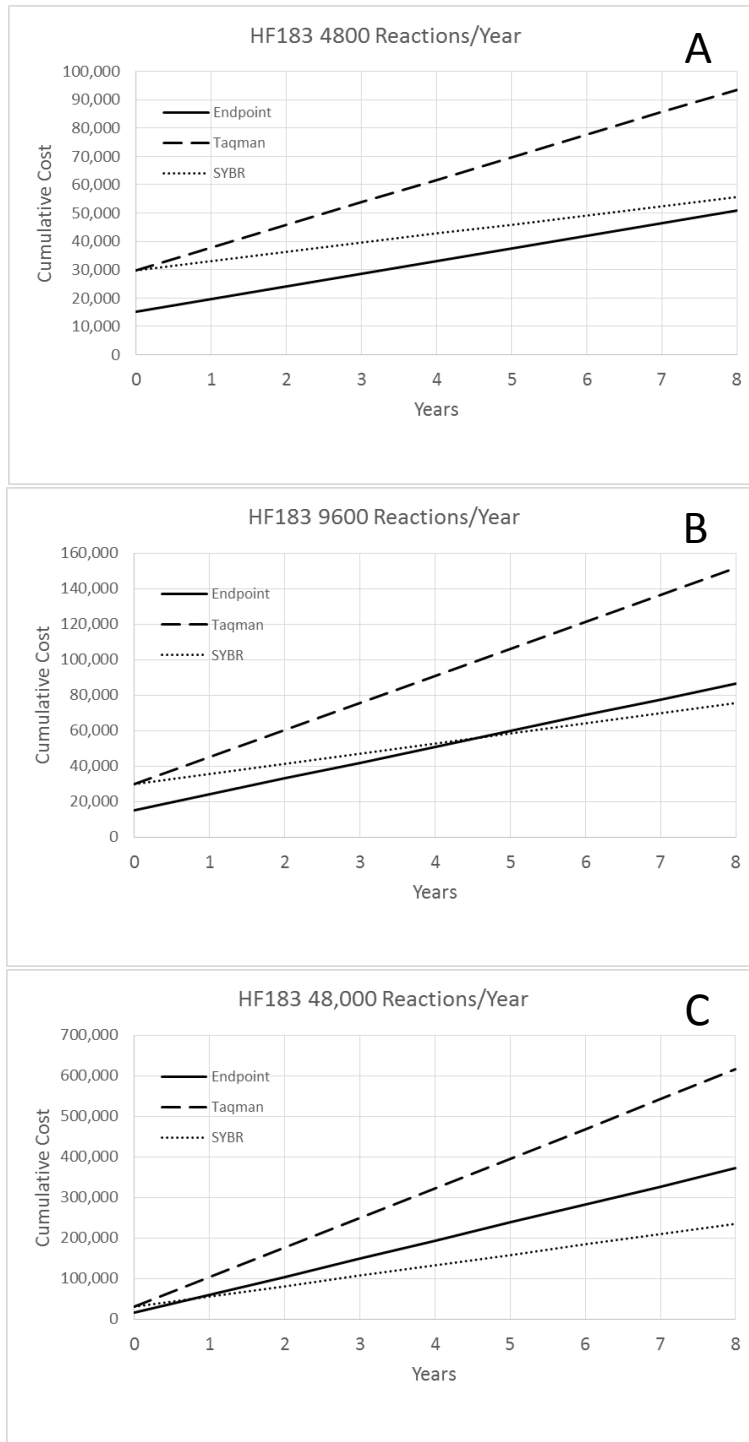 HF183 4800 Reactions/Year
A
100,000
90,000
80,000
70,000
60,000
50,000
40,000
30,000
20,000
10,000
0
Cumulative Cost
Endpoint
Taqman
SYBR
0 1 2 3 4 5 6 7 8
Years
HF183 9600 Reactions/Year
B
160,000
140,000
120,000
100,000
80,000
60,000
40,000
20,000
0
Cumulative Cost
Endpoint
Taqman
SYBR
0 1 2 3 4 5 6 7 8
Years
HF183 48,000 Reactions/Year
C
700,000
600,000
500,000
400,000
300,000
200,000
100,000
0
Cumulative Cost
Endpoint
Taqman
SYBR
0 1 2 3 4 5 6 7 8
Years